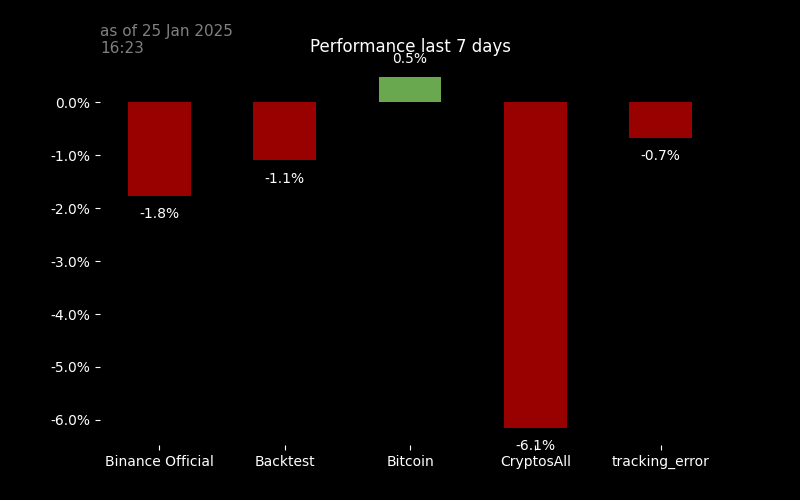 as of 25 Jan 2025
16:23
Performance last 7 days
0.5%
0.0%
-1.0%
-2.0%
-3.0%
-4.0%
-5.0%
-6.0%
-1.8%
-1.1%
-0.7%
-6.1%
Binance Official
Backtest
Bitcoin
CryptosAll
tracking_error